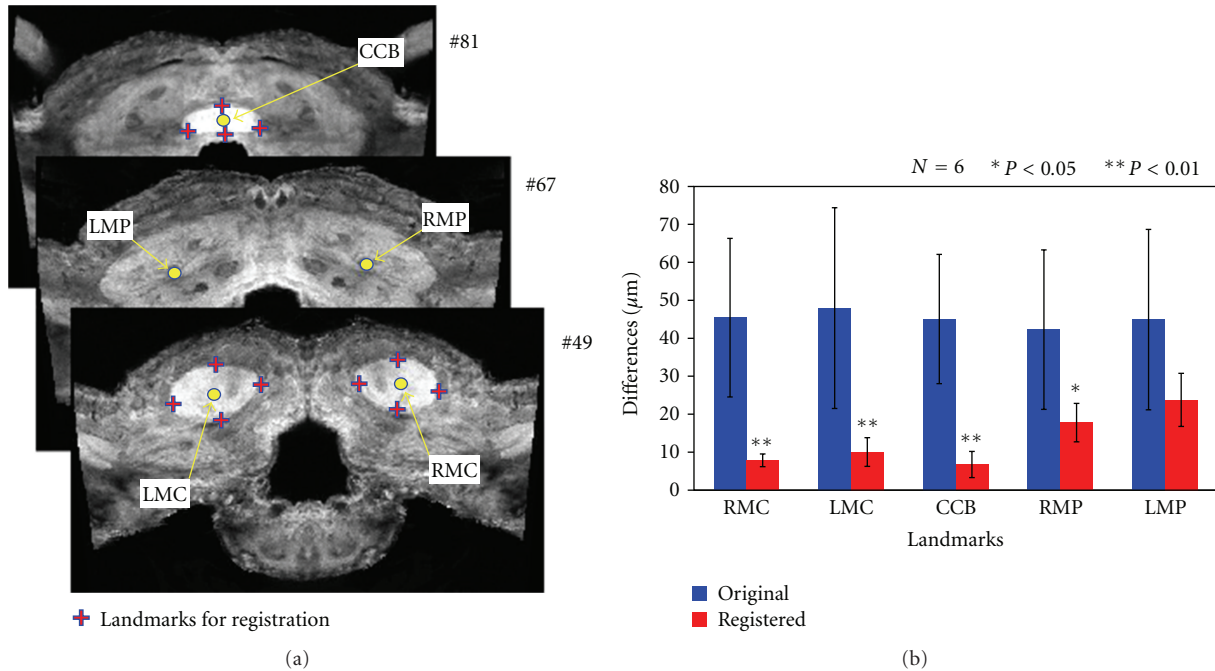 CCB
#81
#67
LMP
RMP
#49
LMC
RMC
Landmarks for registration
(a)
N = 6 *P < 0.05 **P < 0.01
Differences (μm)
80
70
60
50
40
30
20
10
0
**
**
**
*
RMC LMC CCB RMP LMP
Landmarks
Original
Registered
(b)